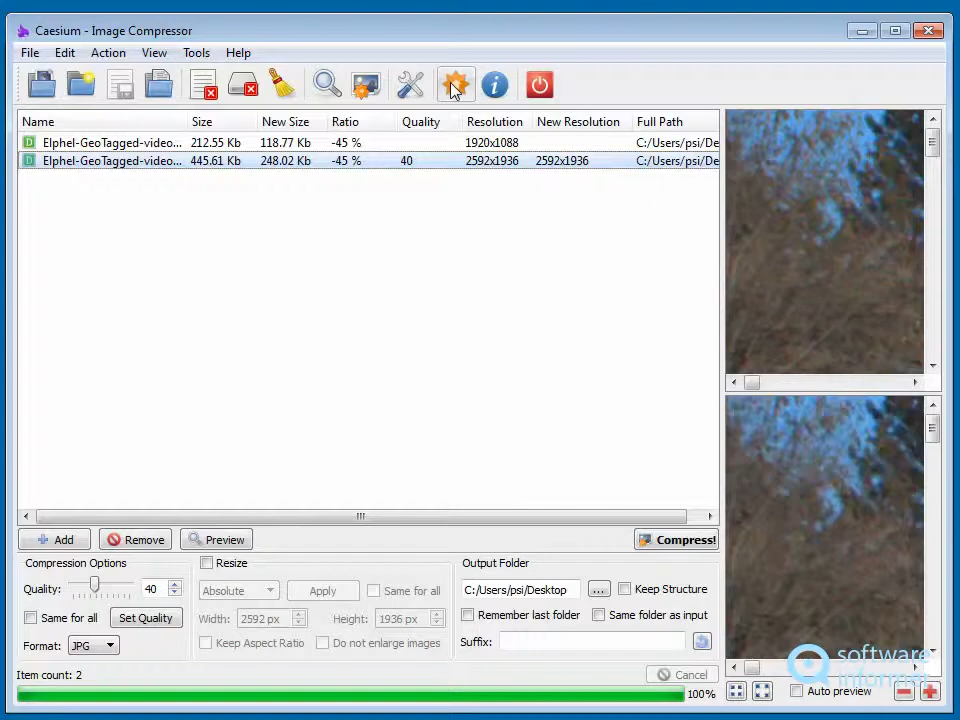 Caesium - Image Compressor
File Edit Action View Tools Help
Name Size New Size Ratio Quality Resolution New Resolution Full Path
Elphel-GeoTagged-video... 212.55 Kb 118.77 Kb -45 % 1920x1088 C:/Users/psi/De
Elphel-GeoTagged-video... 445.61 Kb 248.02 Kb -45 % 40 2592x1936 2592x1936 C:/Users/psi/De
Add Remove Preview Compress!
Compression Options Resize Output Folder
Quality: 40 Absolute Apply Same for all C:/Users/psi/Desktop ... Keep Structure
Same for all Set Quality Width: 2592 px Height: 1936 px Remember last folder Same folder as input
Format: JPG Keep Aspect Ratio Do not enlarge images Suffix:
Item count: 2 Cancel
100% Auto preview
software
informer